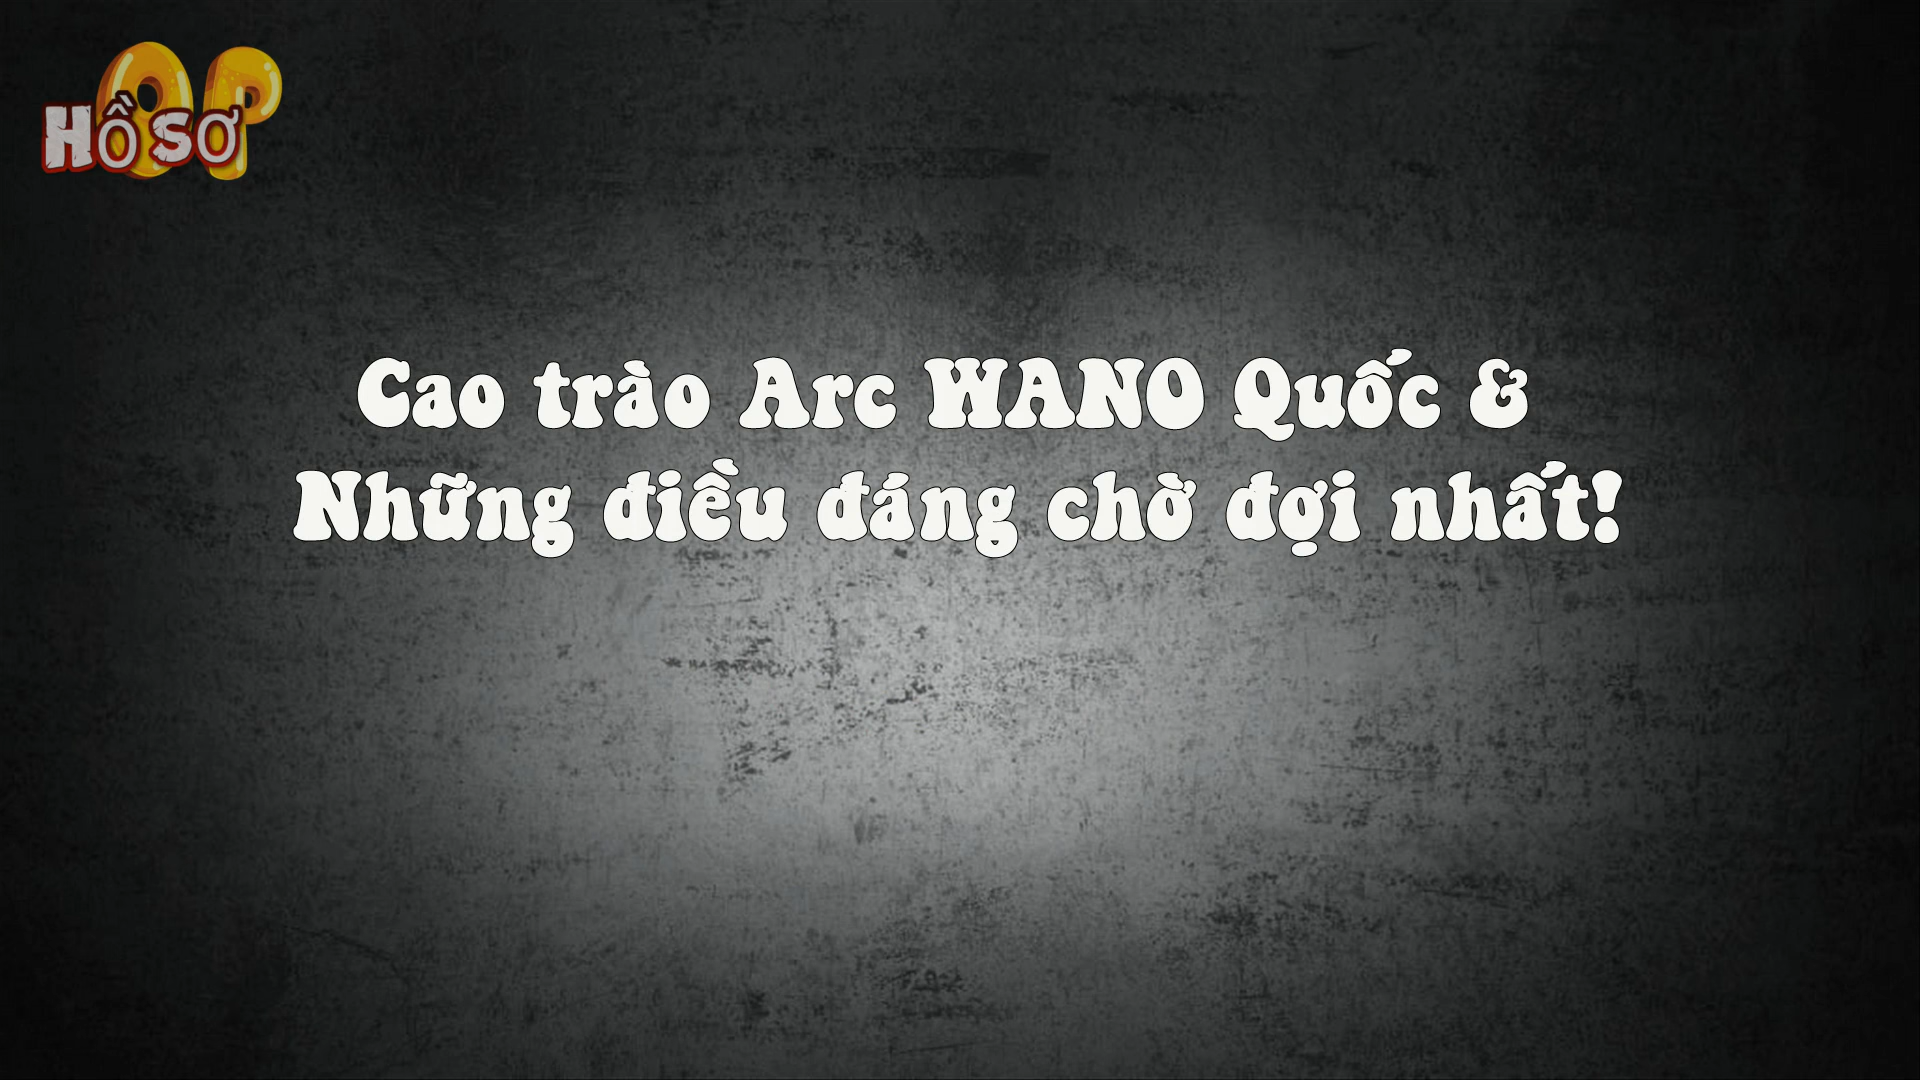 OP
Hồ sơ
Cao trào Arc WANO Quốc &
Những điều đáng chờ đợi nhất!